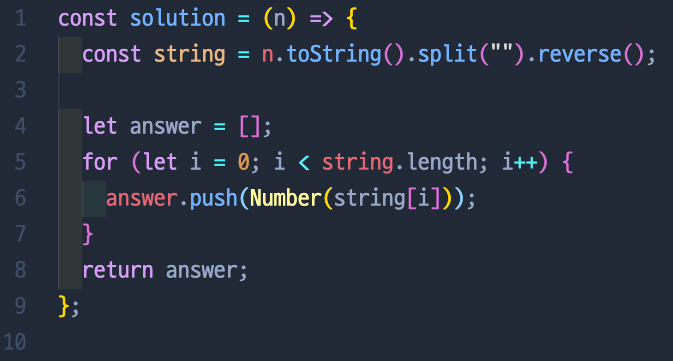 1 const solution = (n) => {
2   const string = n.toString().split("").reverse();
3
4   let answer = [];
5   for (let i = 0; i < string.length; i++) {
6     answer.push(Number(string[i]));
7   }
8   return answer;
9 };
10